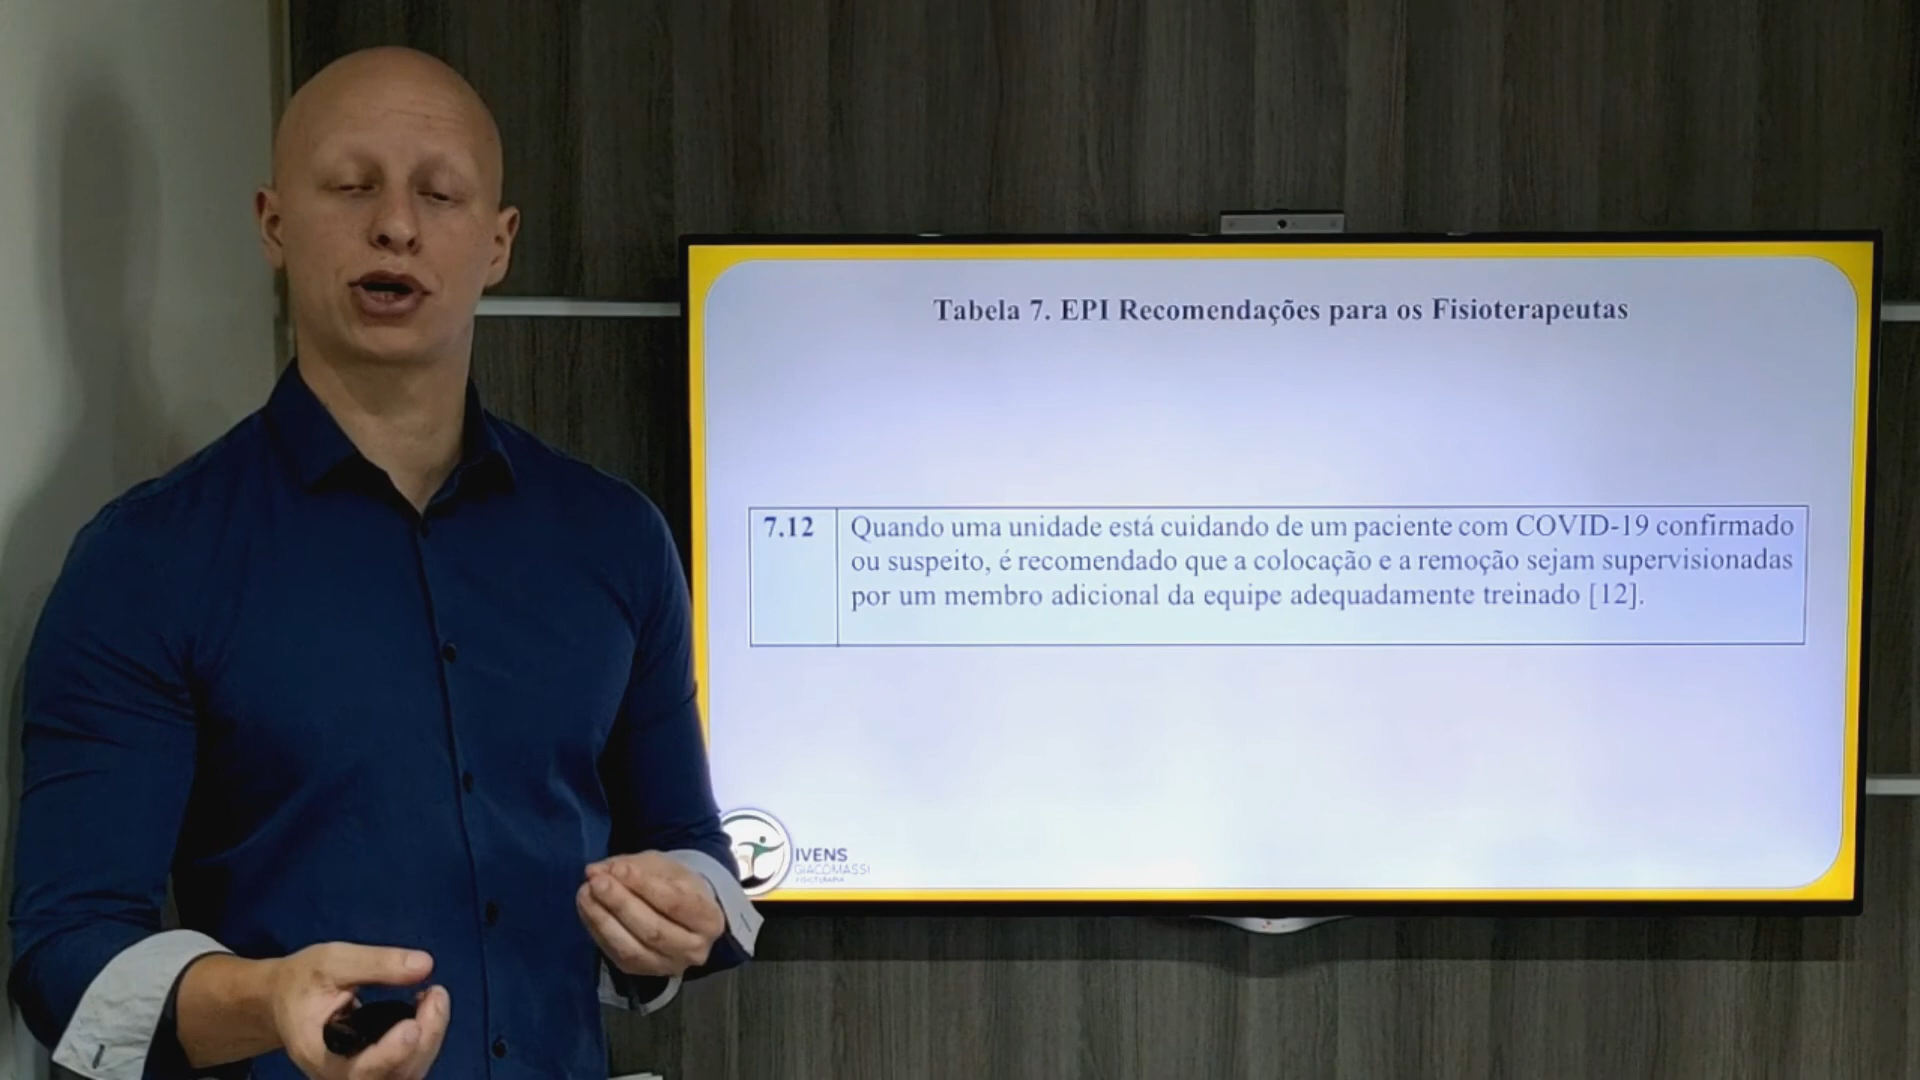 Tabela 7. EPI Recomendações para os Fisioterapeutas
7.12
Quando uma unidade está cuidando de um paciente com COVID-19 confirmado
ou suspeito, é recomendado que a colocação e a remoção sejam supervisionadas
por um membro adicional da equipe adequadamente treinado [12].
IVENS
GIACOMASSI
FISIOTERAPIA